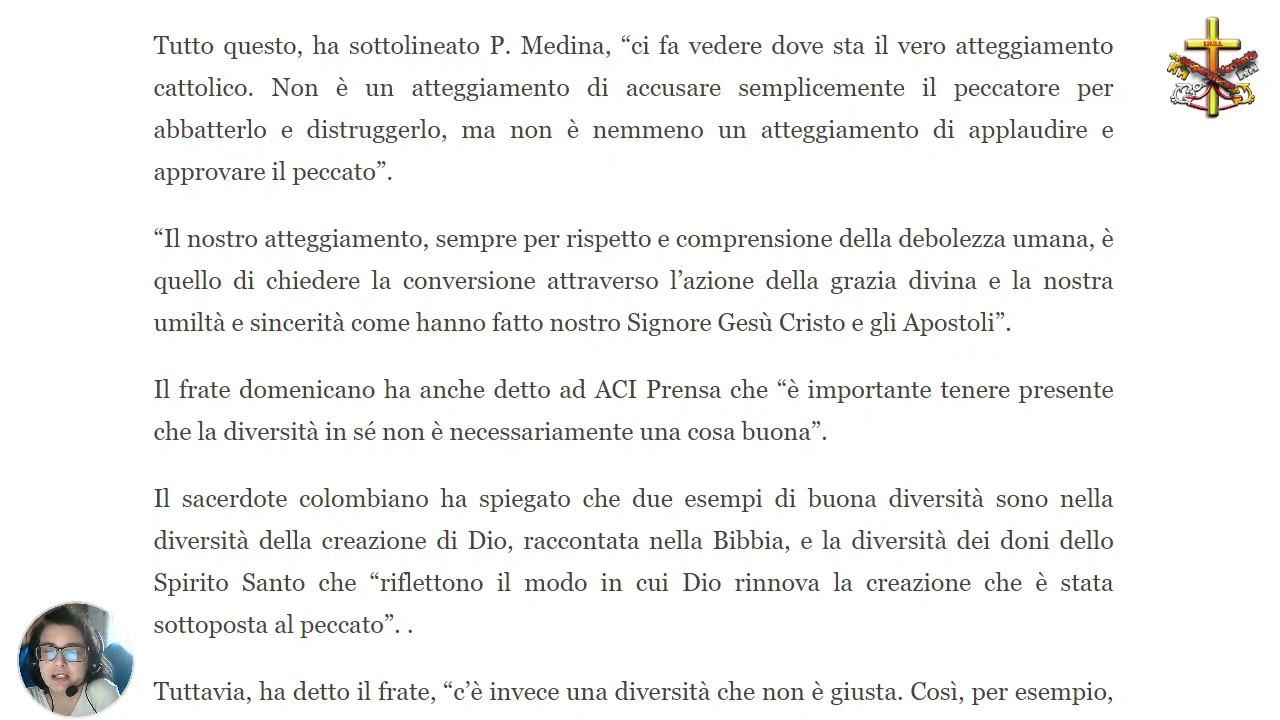 Tutto questo, ha sottolineato P. Medina, “ci fa vedere dove sta il vero atteggiamento
cattolico. Non è un atteggiamento di accusare semplicemente il peccatore per
abbatterlo e distruggerlo, ma non è nemmeno un atteggiamento di applaudire e
approvare il peccato”.
“Il nostro atteggiamento, sempre per rispetto e comprensione della debolezza umana, è
quello di chiedere la conversione attraverso l’azione della grazia divina e la nostra
umiltà e sincerità come hanno fatto nostro Signore Gesù Cristo e gli Apostoli”.
Il frate domenicano ha anche detto ad ACI Prensa che “è importante tenere presente
che la diversità in sé non è necessariamente una cosa buona”.
Il sacerdote colombiano ha spiegato che due esempi di buona diversità sono nella
diversità della creazione di Dio, raccontata nella Bibbia, e la diversità dei doni dello
Spirito Santo che “riflettono il modo in cui Dio rinnova la creazione che è stata
sottoposta al peccato”. .
Tuttavia, ha detto il frate, “c’è invece una diversità che non è giusta. Così, per esempio,